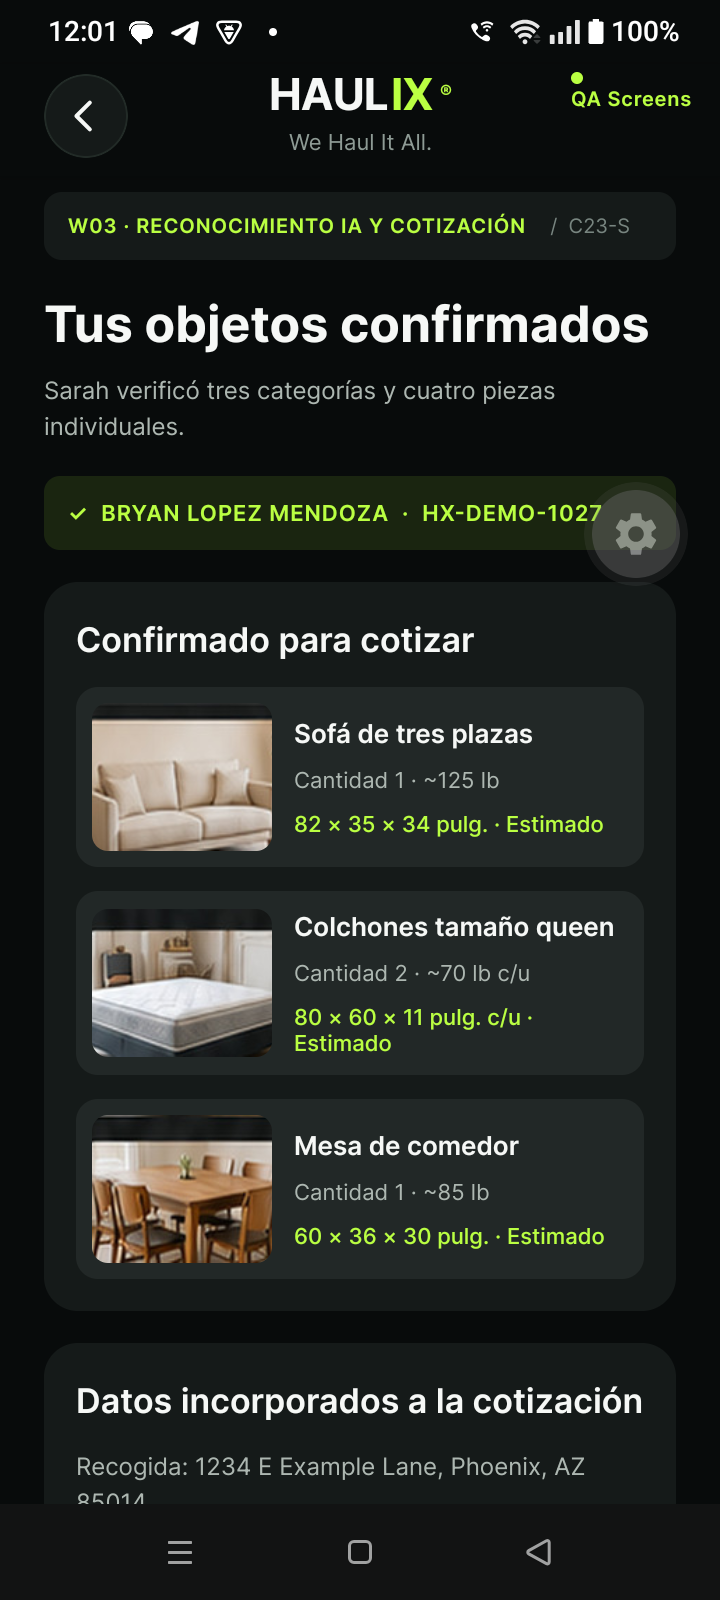 12:01 100%
HAULIX ®
We Haul It All.
QA Screens
W03 · RECONOCIMIENTO IA Y COTIZACIÓN / C23-S
Tus objetos confirmados
Sarah verificó tres categorías y cuatro piezas
individuales.
✓ BRYAN LOPEZ MENDOZA · HX-DEMO-1027
Confirmado para cotizar
Sofá de tres plazas
Cantidad 1 · ~125 lb
82 × 35 × 34 pulg. · Estimado
Colchones tamaño queen
Cantidad 2 · ~70 lb c/u
80 × 60 × 11 pulg. c/u ·
Estimado
Mesa de comedor
Cantidad 1 · ~85 lb
60 × 36 × 30 pulg. · Estimado
Datos incorporados a la cotización
Recogida: 1234 E Example Lane, Phoenix, AZ
85014